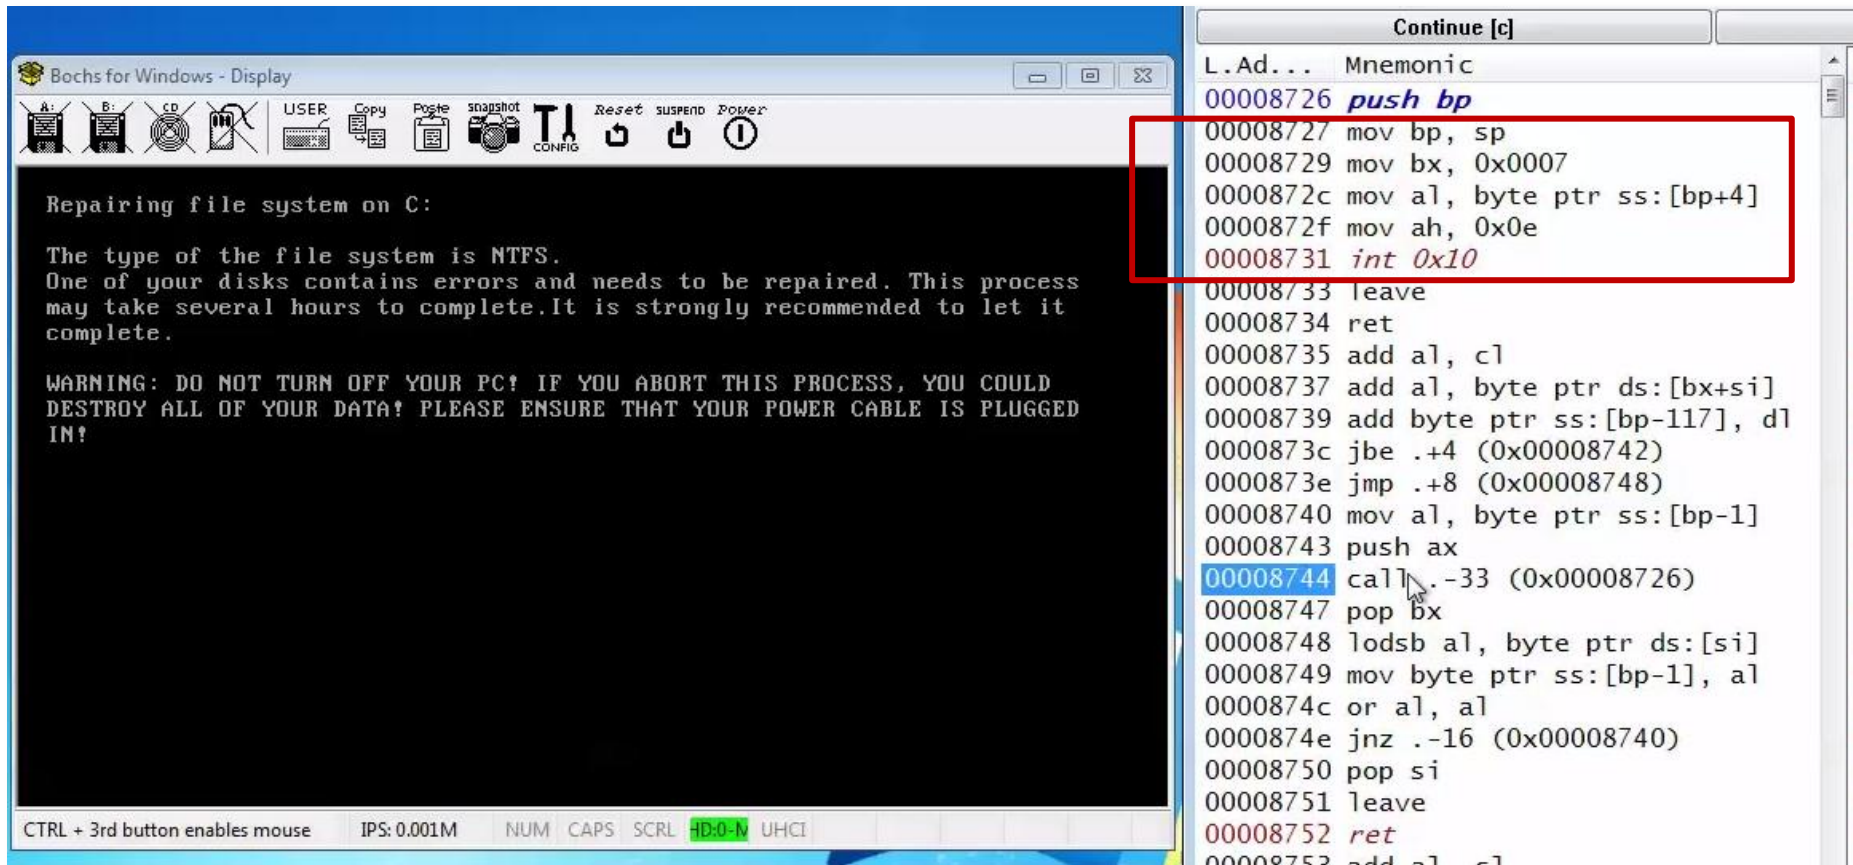 Continue [c]
Bochs for Windows - Display
A: B: CD USER Copy Paste snapshot CONFIG Reset SUSPEND Power
Repairing file system on C:
The type of the file system is NTFS.
One of your disks contains errors and needs to be repaired. This process
may take several hours to complete.It is strongly recommended to let it
complete.
WARNING: DO NOT TURN OFF YOUR PC! IF YOU ABORT THIS PROCESS, YOU COULD
DESTROY ALL OF YOUR DATA! PLEASE ENSURE THAT YOUR POWER CABLE IS PLUGGED
IN!
CTRL + 3rd button enables mouse IPS: 0.001M NUM CAPS SCRL HD:0-M UHCI
L.Ad... Mnemonic
00008726 push bp
00008727 mov bp, sp
00008729 mov bx, 0x0007
0000872c mov al, byte ptr ss:[bp+4]
0000872f mov ah, 0x0e
00008731 int 0x10
00008733 leave
00008734 ret
00008735 add al, cl
00008737 add al, byte ptr ds:[bx+si]
00008739 add byte ptr ss:[bp-117], dl
0000873c jbe .+4 (0x00008742)
0000873e jmp .+8 (0x00008748)
00008740 mov al, byte ptr ss:[bp-1]
00008743 push ax
00008744 call .-33 (0x00008726)
00008747 pop bx
00008748 lodsb al, byte ptr ds:[si]
00008749 mov byte ptr ss:[bp-1], al
0000874c or al, al
0000874e jnz .-16 (0x00008740)
00008750 pop si
00008751 leave
00008752 ret
00008753 add al, cl